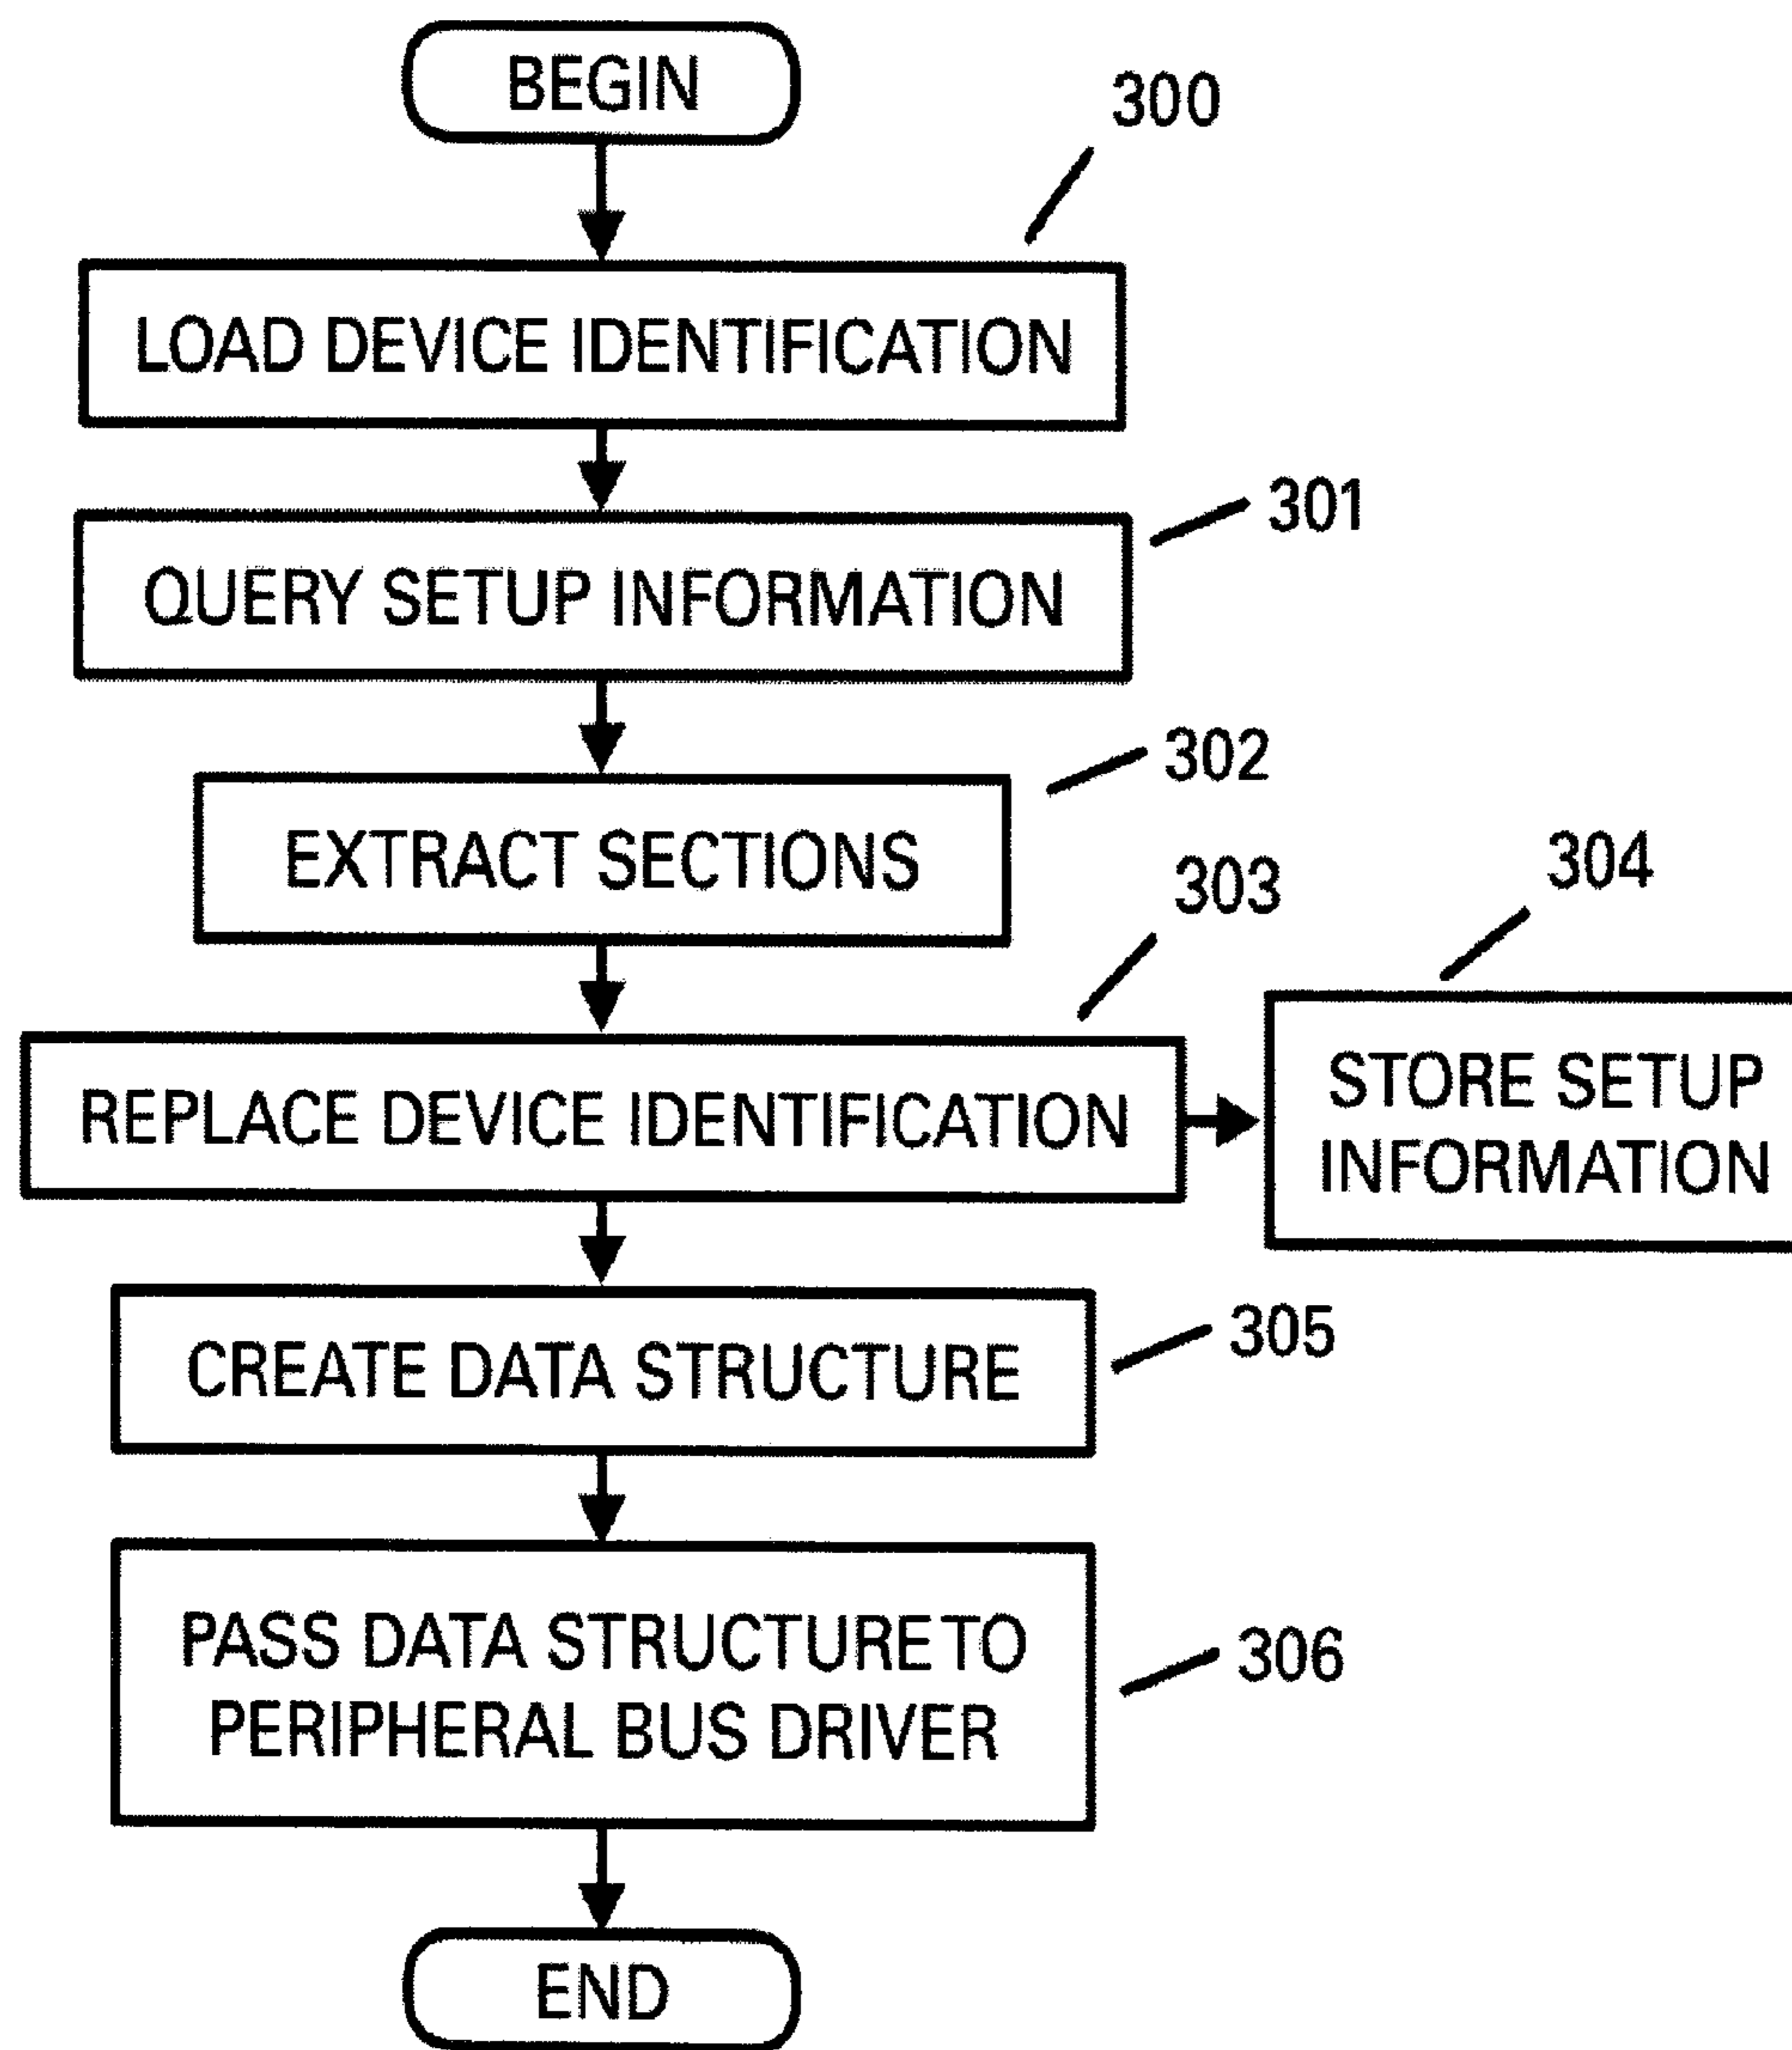 BEGIN
300
LOAD DEVICE IDENTIFICATION
301
QUERY SETUP INFORMATION
302
EXTRACT SECTIONS
303
304
REPLACE DEVICE IDENTIFICATION
STORE SETUP
INFORMATION
305
CREATE DATA STRUCTURE
306
PASS DATA STRUCTURE TO
PERIPHERAL BUS DRIVER
END